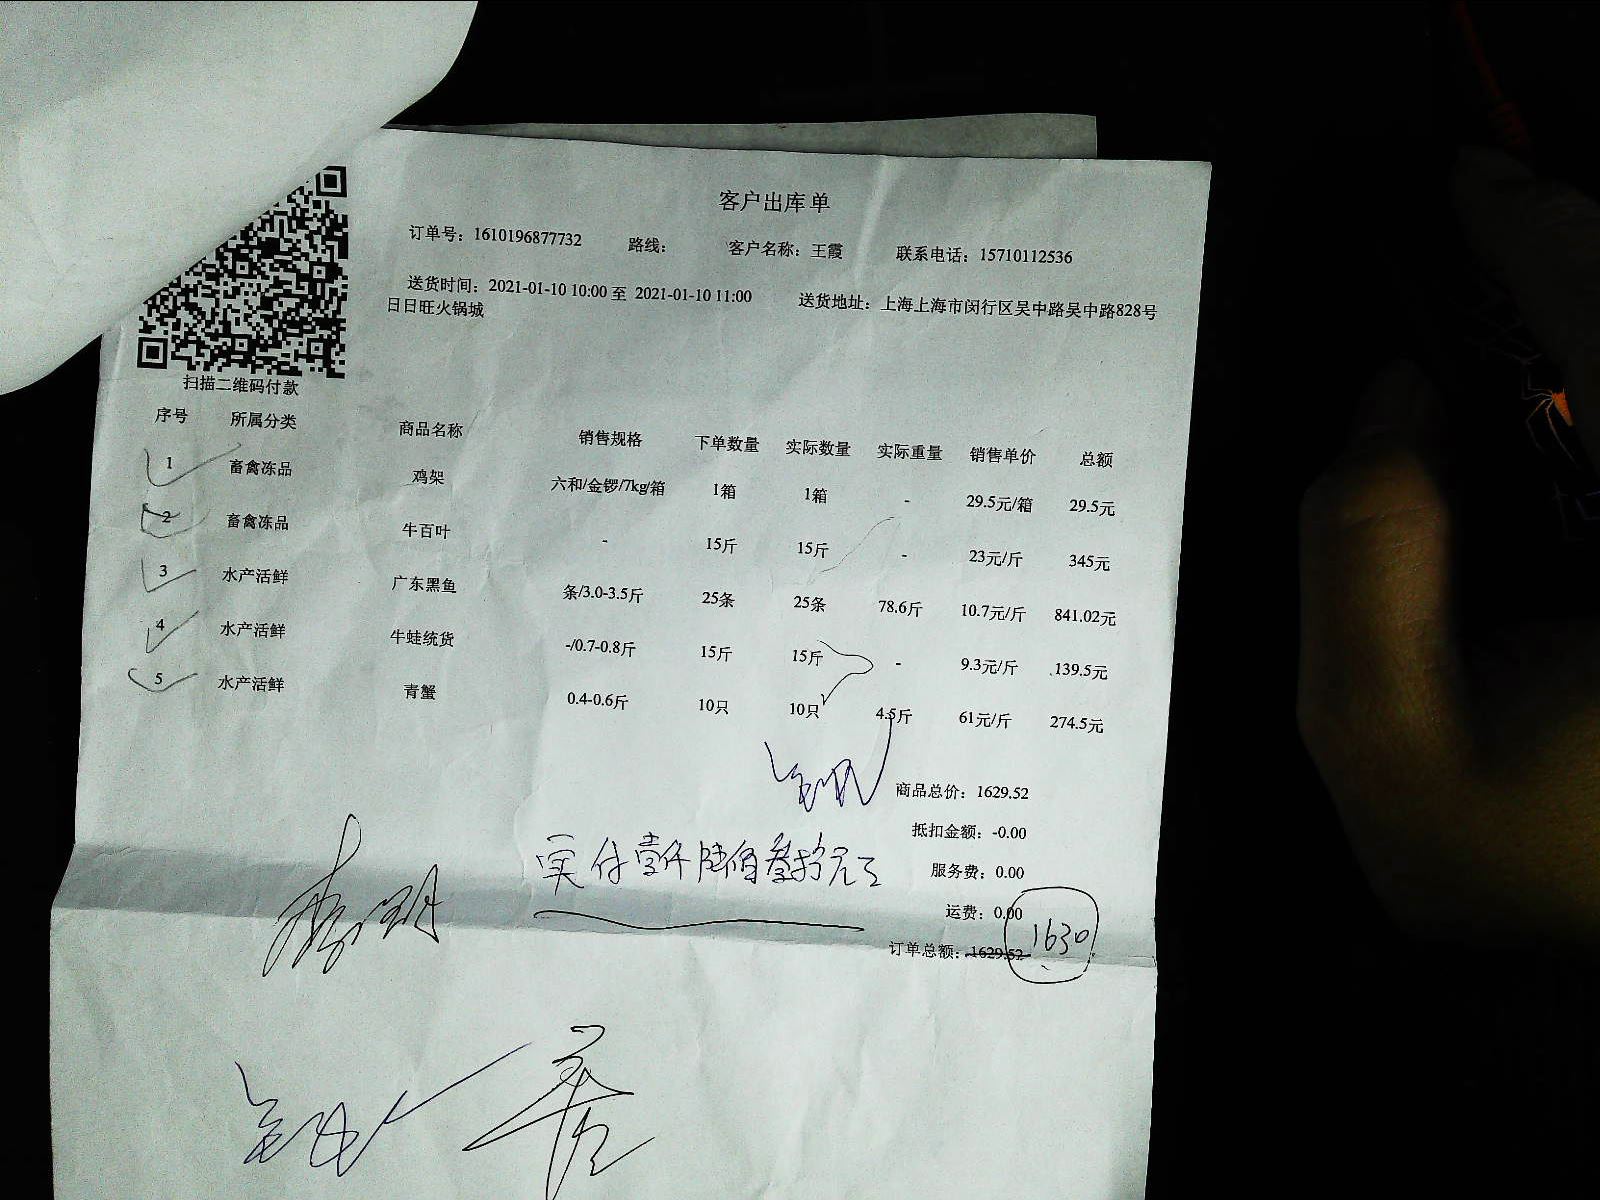 客户出库单
订单号：1610196877732 路线： 客户名称：王霞 联系电话：15710112536
送货时间：2021-01-10 10:00 至 2021-01-10 11:00 送货地址：上海上海市闵行区吴中路吴中路828号
日日旺火锅城
扫描二维码付款
序号 所属分类 商品名称 销售规格 下单数量 实际数量 实际重量 销售单价 总额
1 畜禽冻品 鸡架 六和/金锣/7kg/箱 1箱 1箱 - 29.5元/箱 29.5元
2 畜禽冻品 牛百叶 - 15斤 15斤 - 23元/斤 345元
3 水产活鲜 广东黑鱼 条/3.0-3.5斤 25条 25条 78.6斤 10.7元/斤 841.02元
4 水产活鲜 牛蛙统货 -/0.7-0.8斤 15斤 15斤 - 9.3元/斤 139.5元
5 水产活鲜 青蟹 0.4-0.6斤 10只 10只 4.5斤 61元/斤 274.5元
商品总价：1629.52
抵扣金额：-0.00
实付壹仟陆佰叁拾元正
服务费：0.00
运费：0.00
订单总额：1629.52 1630